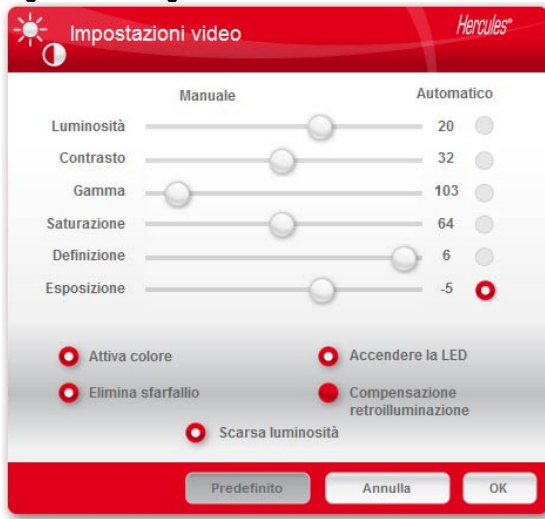 Impostazioni video
Hercules®
Manuale Automatico
Luminosità 20
Contrasto 32
Gamma 103
Saturazione 64
Definizione 6
Esposizione -5
Attiva colore Accendere la LED
Elimina sfarfallio Compensazione
retroilluminazione
Scarsa luminosità
Predefinito Annulla OK